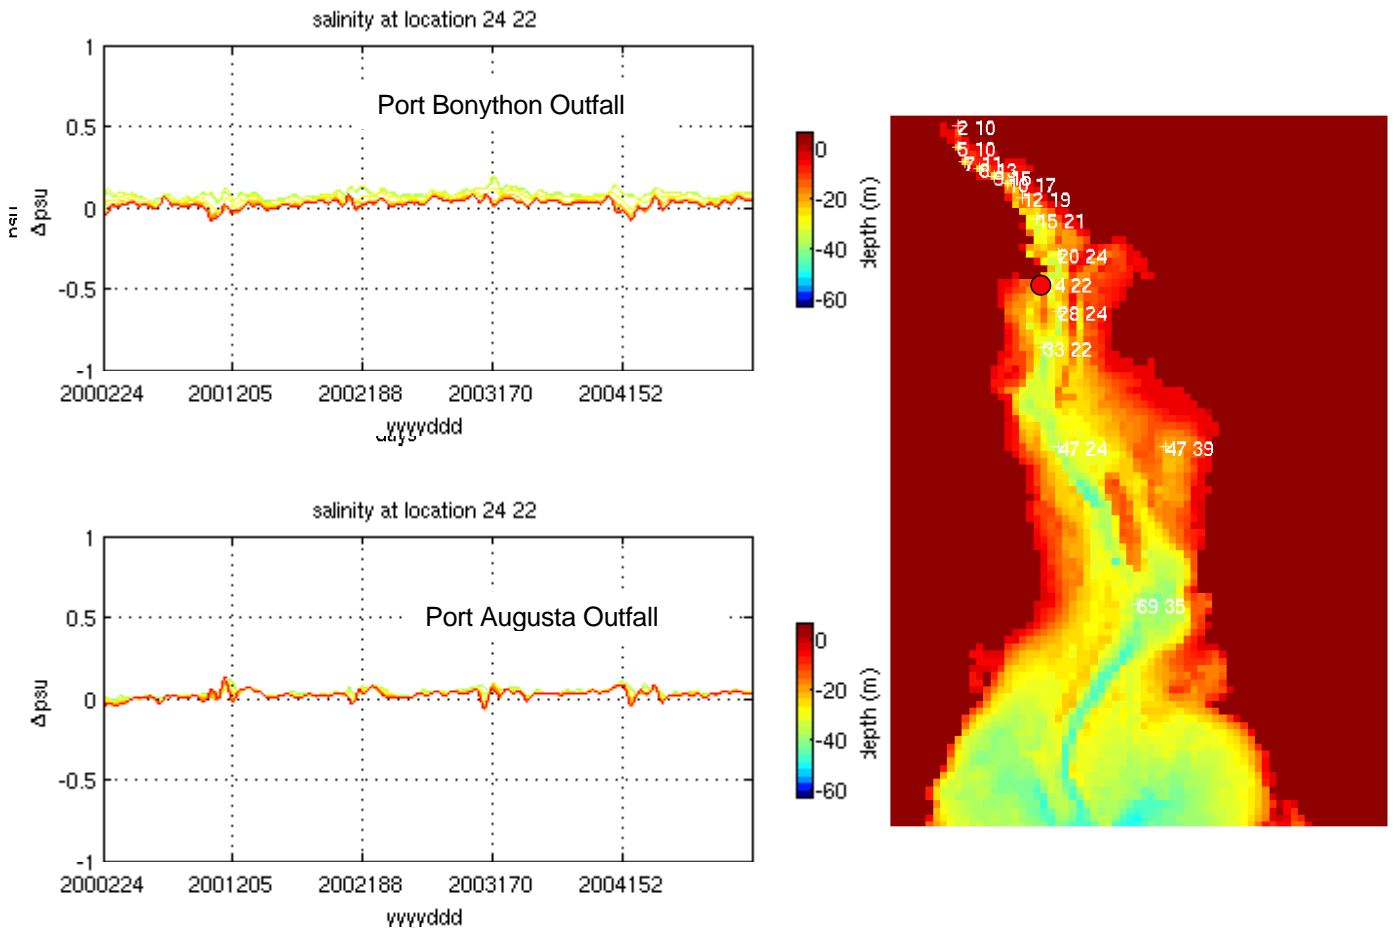 salinity at location 24 22
Port Bonython Outfall
1
0.5
0
-0.5
-1
psu
Δpsu
2000224 2001205 2002188 2003170 2004152
yyyyddd
days
0
-20
-40
-60
depth (m)
salinity at location 24 22
Port Augusta Outfall
1
0.5
0
-0.5
-1
Δpsu
2000224 2001205 2002188 2003170 2004152
yyyyddd
0
-20
-40
-60
depth (m)
2 10
5 10
7 11
17
12 19
15 21
20 24
4 22
28 24
33 22
47 24 47 39
69 35